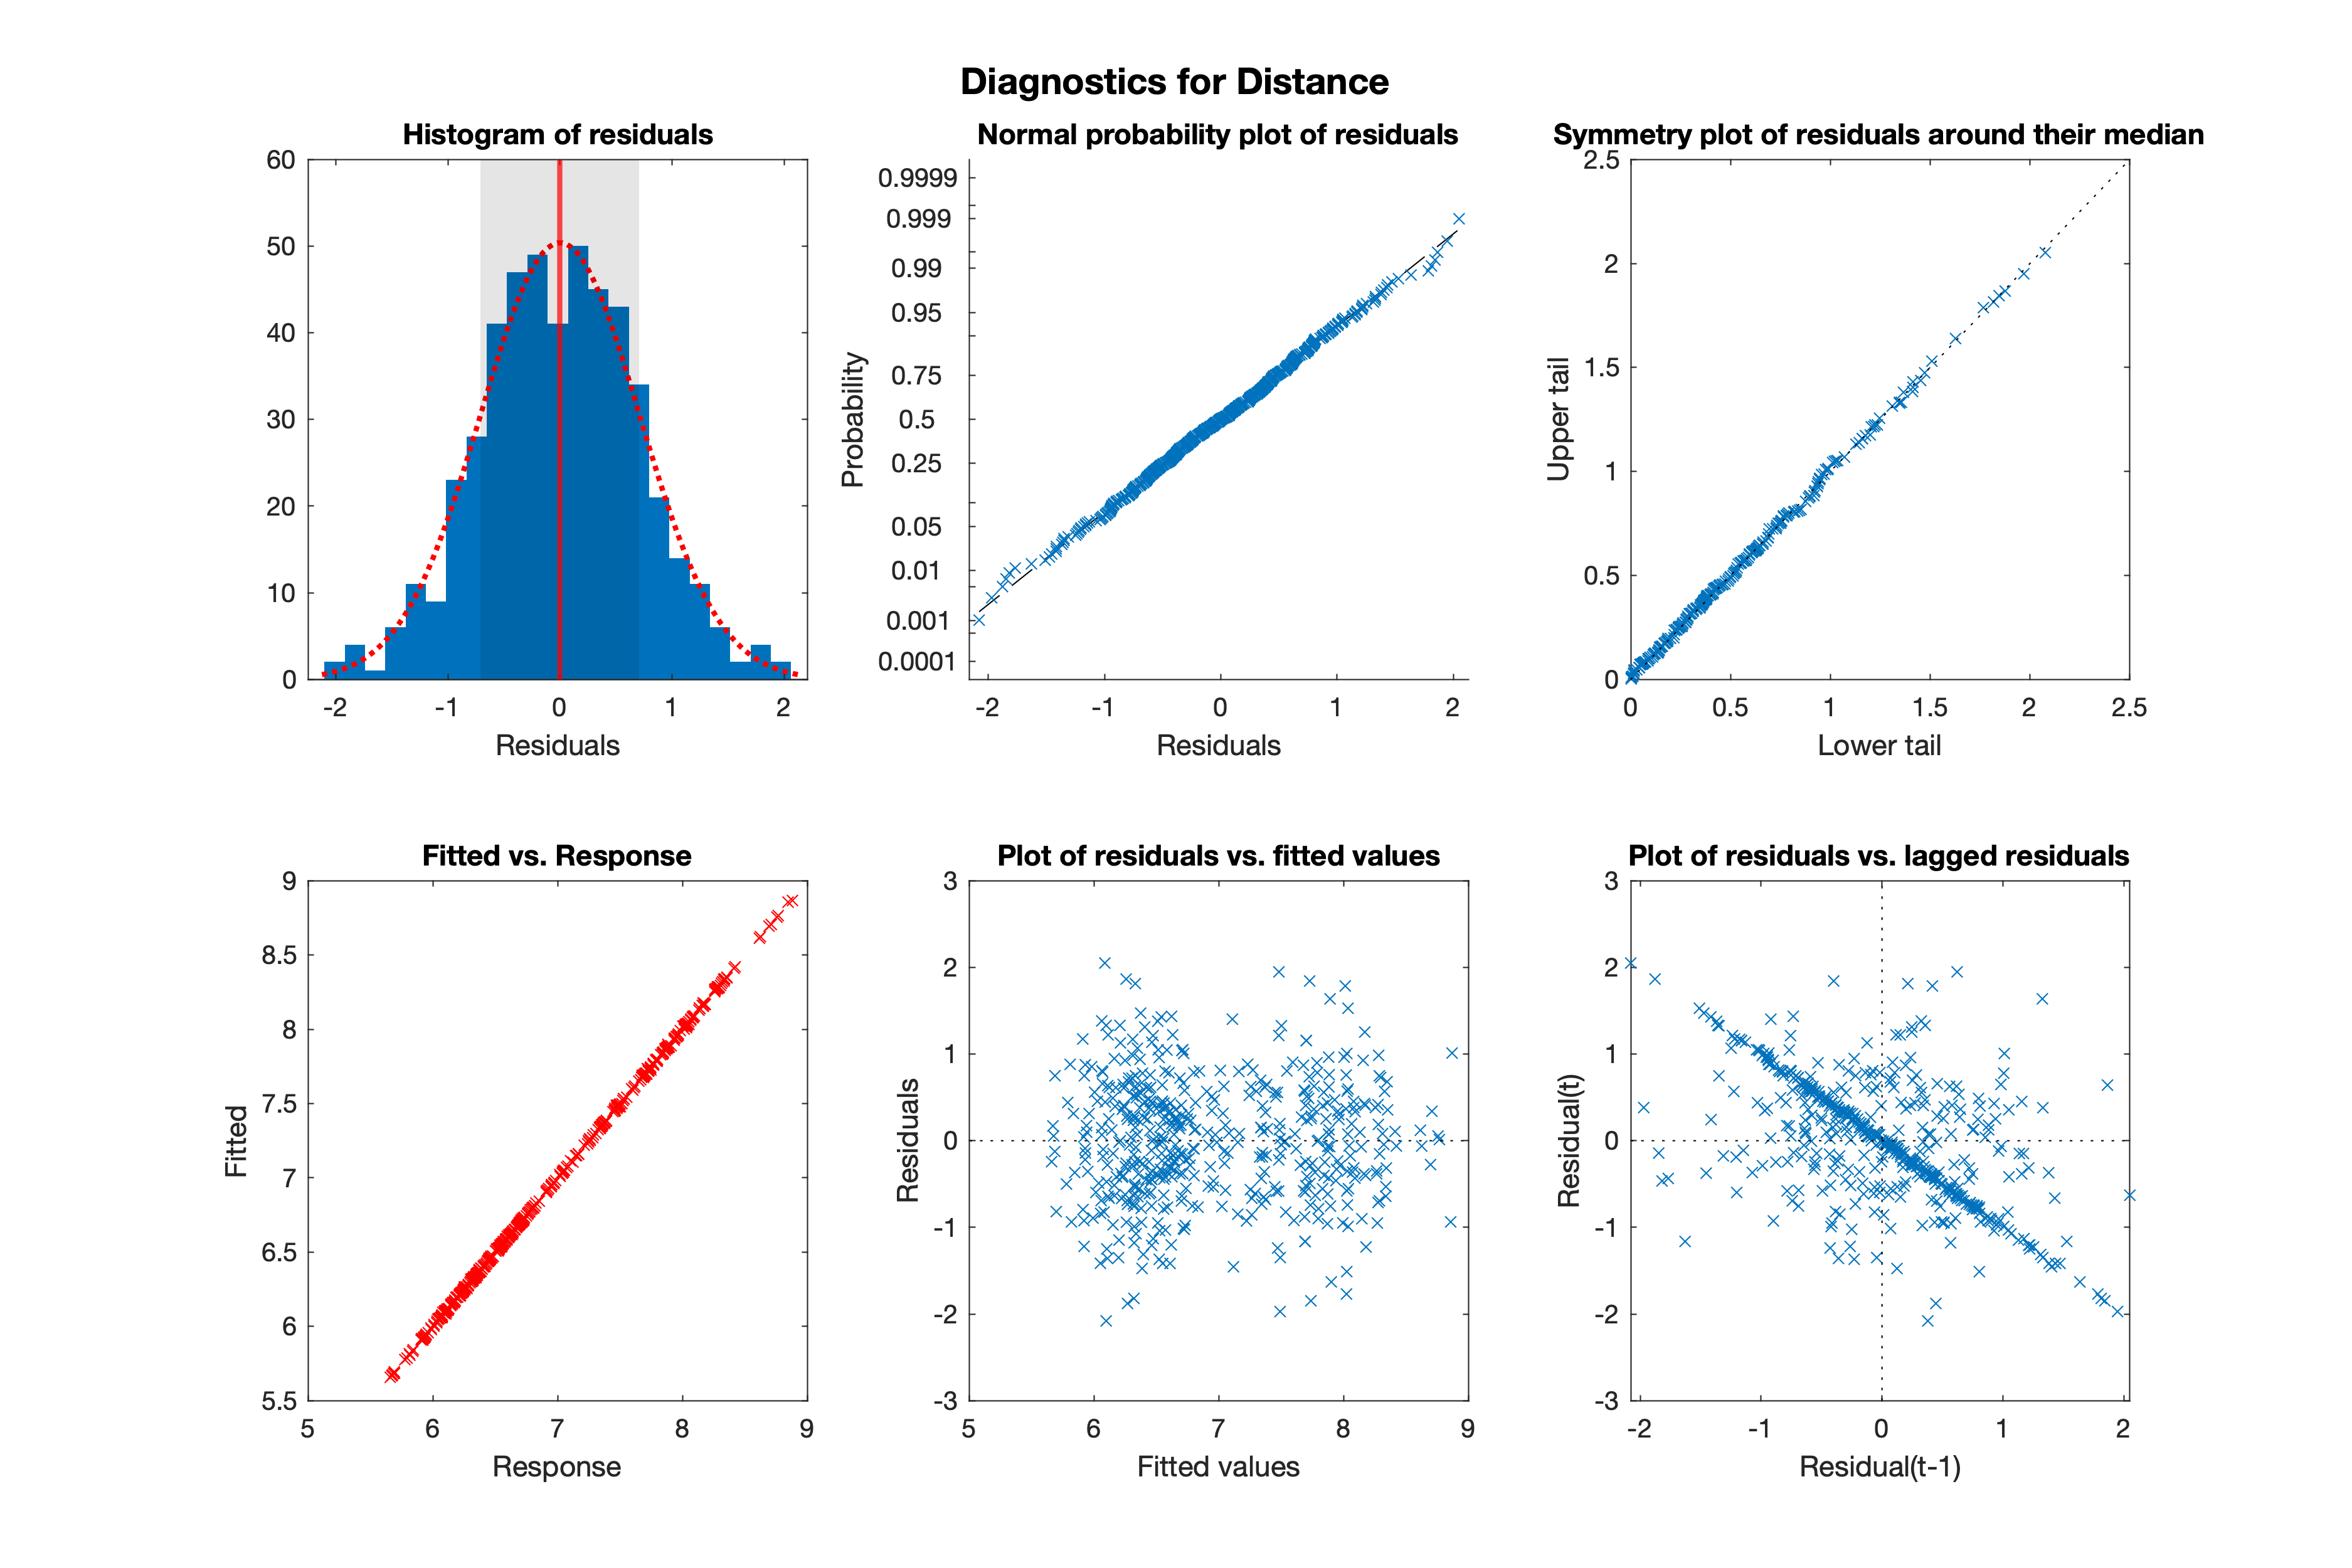 Diagnostics for Distance
Histogram of residuals
60
50
40
30
20
10
0
-2 -1 0 1 2
Residuals
Normal probability plot of residuals
Probability
0.9999
0.999
0.99
0.95
0.75
0.5
0.25
0.05
0.01
0.001
0.0001
-2 -1 0 1 2
Residuals
Symmetry plot of residuals around their median
Upper tail
2.5
2
1.5
1
0.5
0
0 0.5 1 1.5 2 2.5
Lower tail
Fitted vs. Response
Fitted
9
8.5
8
7.5
7
6.5
6
5.5
5 6 7 8 9
Response
Plot of residuals vs. fitted values
Residuals
3
2
1
0
-1
-2
-3
5 6 7 8 9
Fitted values
Plot of residuals vs. lagged residuals
Residual(t)
3
2
1
0
-1
-2
-3
-2 -1 0 1 2
Residual(t-1)